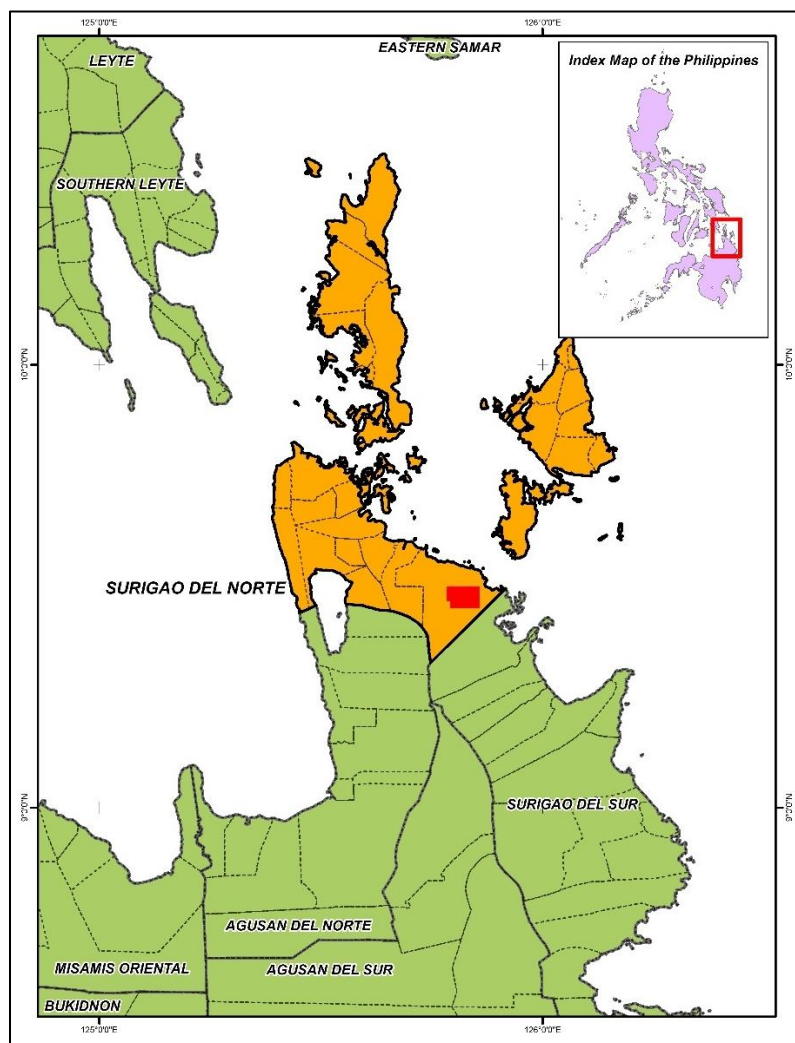 125°0'0"E
126°0'0"E
EASTERN SAMAR
LEYTE
Index Map of the Philippines
SOUTHERN LEYTE
10°0'0"N
10°0'0"N
SURIGAO DEL NORTE
9°0'0"N
9°0'0"N
SURIGAO DEL SUR
AGUSAN DEL NORTE
MISAMIS ORIENTAL
AGUSAN DEL SUR
BUKIDNON
125°0'0"E
126°0'0"E